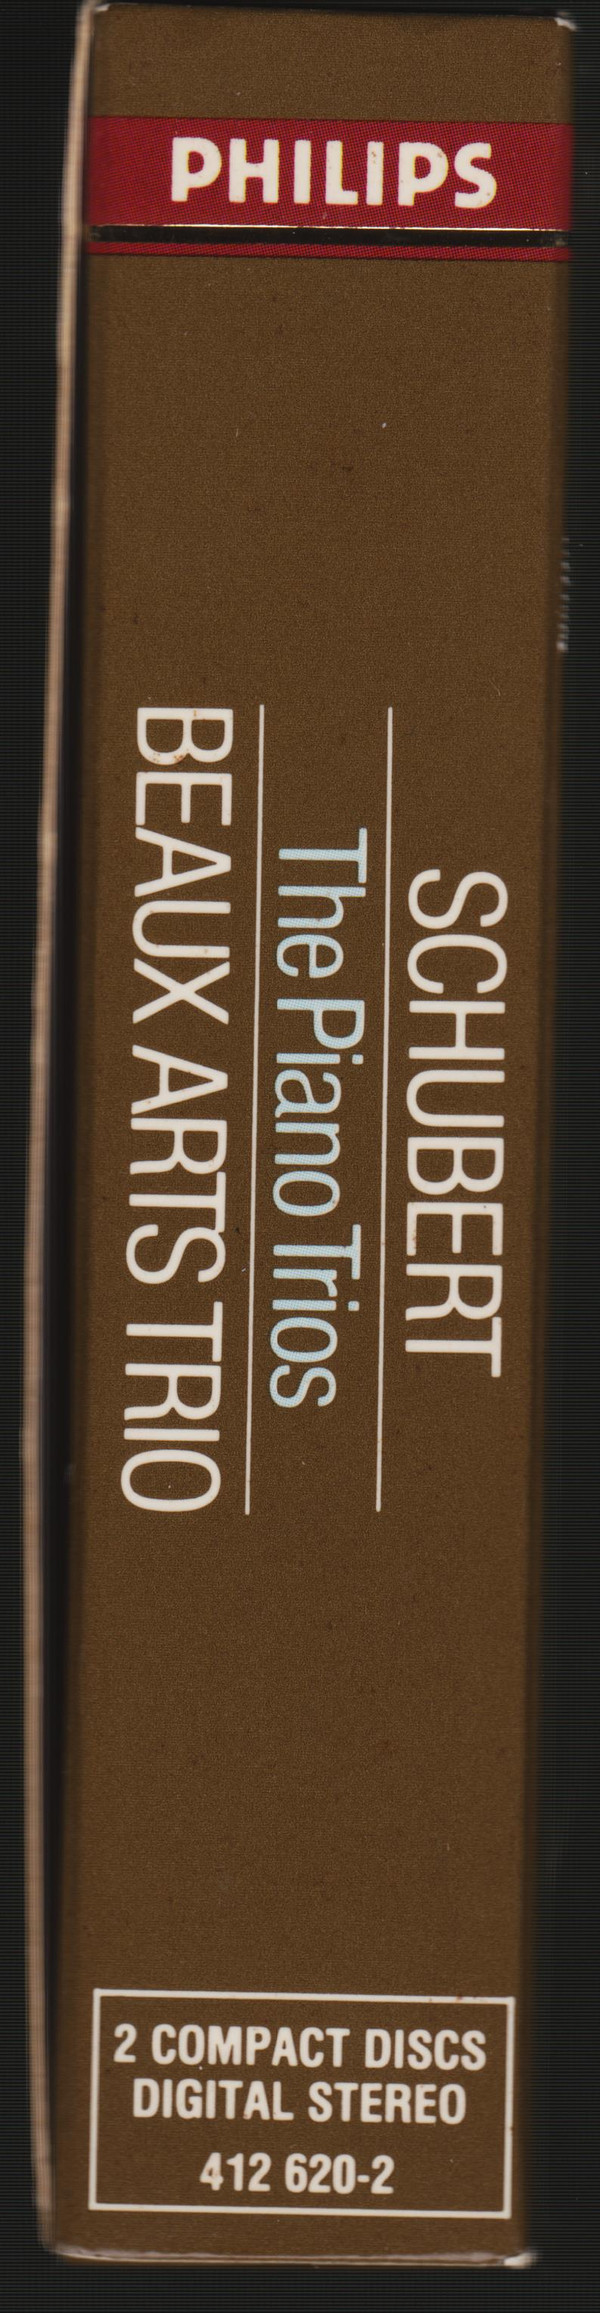 PHILIPS
SCHUBERT
The Piano Trios
BEAUX ARTS TRIO
2 COMPACT DISCS
DIGITAL STEREO
412 620-2